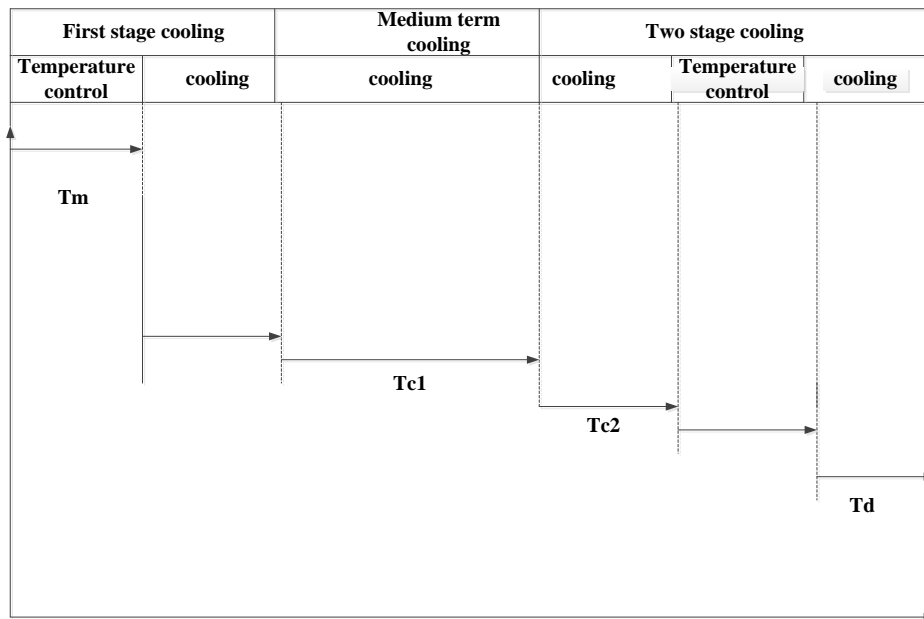 First stage cooling
Medium term
cooling
Two stage cooling
Temperature
control
cooling
cooling
cooling
Temperature
control
cooling
Tm
Tc1
Tc2
Td